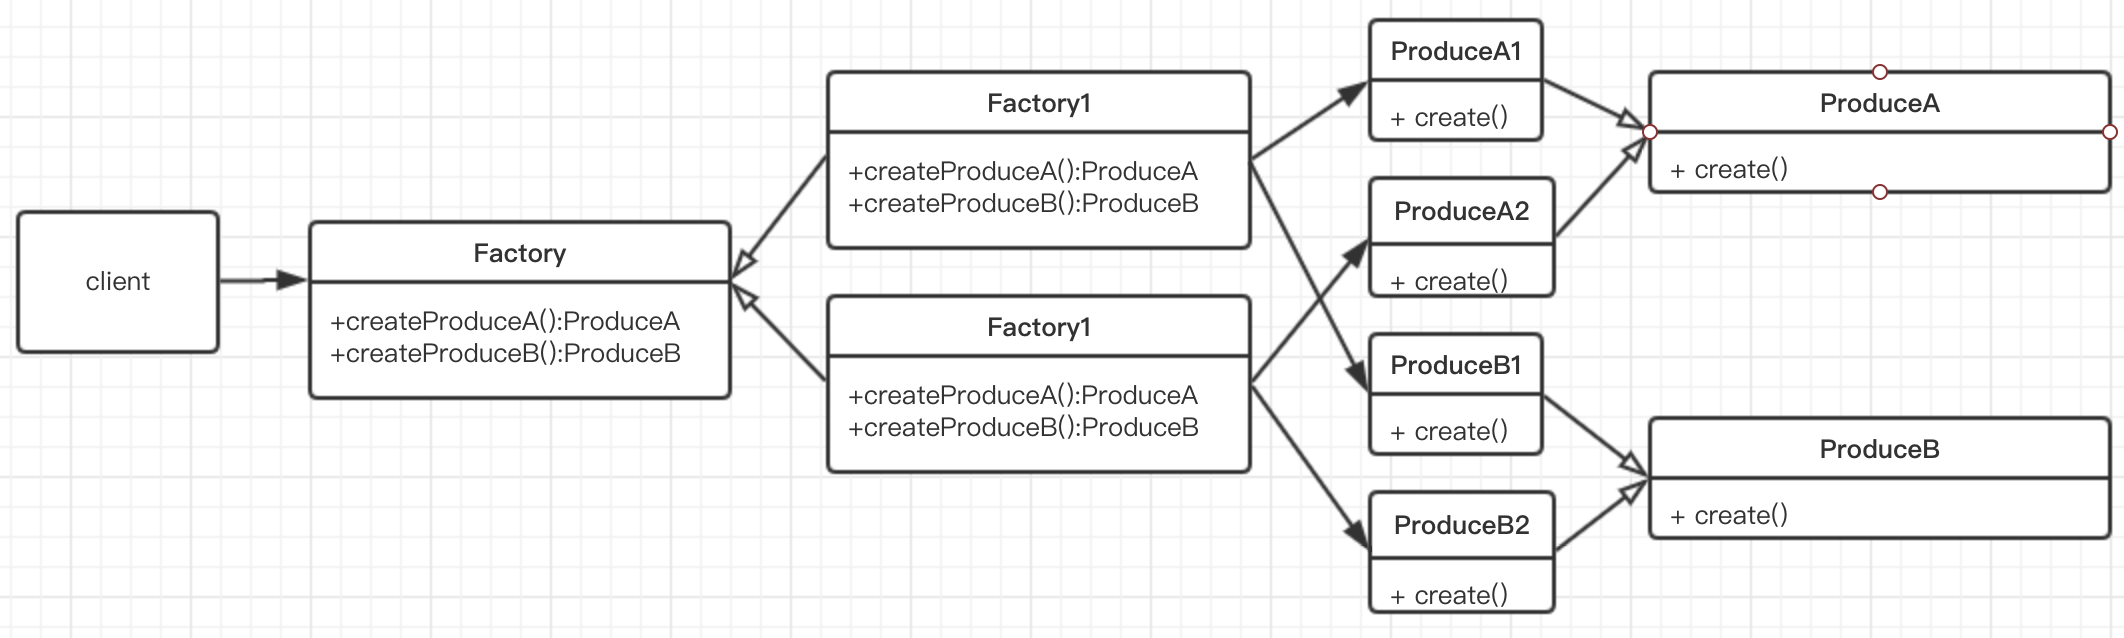 client
Factory
+createProduceA():ProduceA
+createProduceB():ProduceB
Factory1
+createProduceA():ProduceA
+createProduceB():ProduceB
Factory1
+createProduceA():ProduceA
+createProduceB():ProduceB
ProduceA1
+ create()
ProduceA2
+ create()
ProduceB1
+ create()
ProduceB2
+ create()
ProduceA
+ create()
ProduceB
+ create()